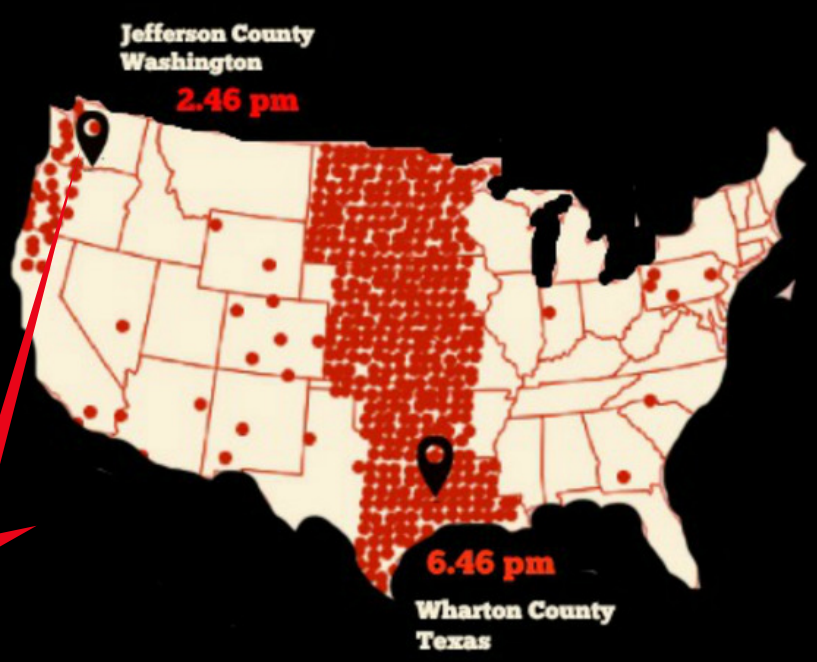 Jefferson County
Washington
2.46 pm
6.46 pm
Wharton County
Texas